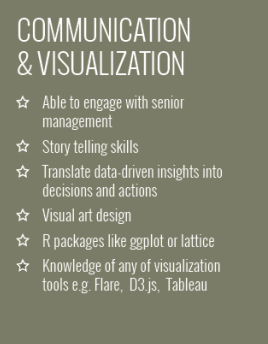 COMMUNICATION
& VISUALIZATION
Able to engage with senior
management
Story telling skills
Translate data-driven insights into
decisions and actions
Visual art design
R packages like ggplot or lattice
Knowledge of any of visualization
tools e.g. Flare, D3.js, Tableau